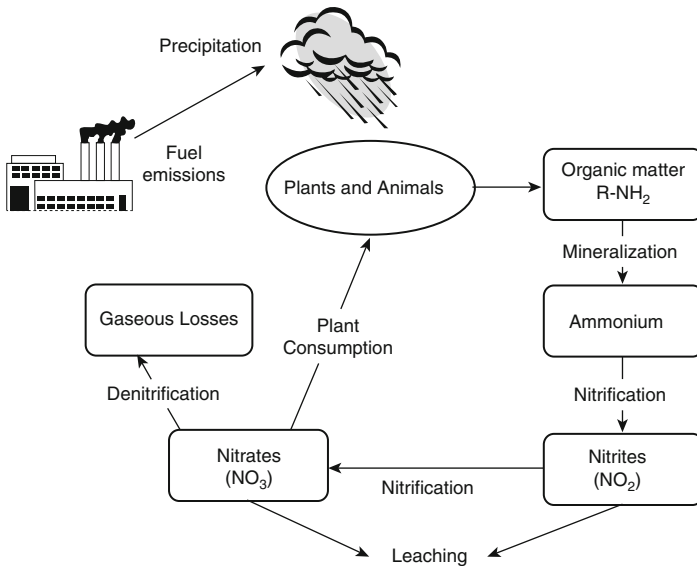 Precipitation
Fuel
emissions
Plants and Animals
Organic matter
R-NH₂
Mineralization
Ammonium
Nitrification
Nitrites
(NO₂)
Nitrification
Nitrates
(NO₃)
Plant
Consumption
Denitrification
Gaseous Losses
Leaching